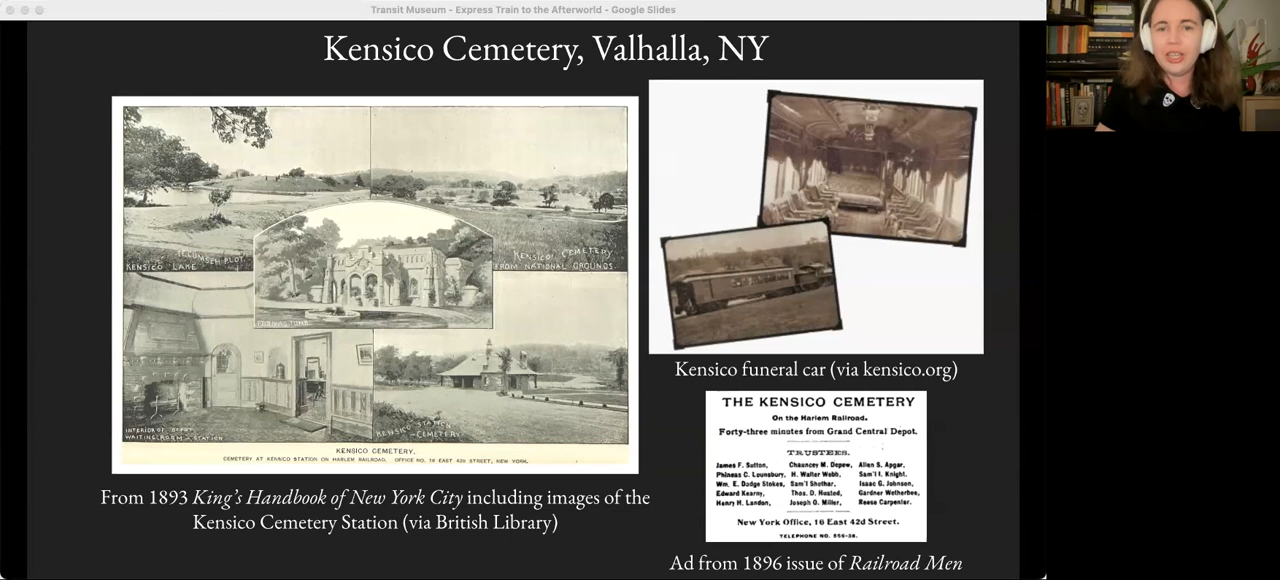 Transit Museum - Express Train to the Afterworld - Google Slides
Kensico Cemetery, Valhalla, NY
KENSICO LAKE
TECUMSEH PLOT.
KENSICO CEMETERY
FROM NATIONAL GROUNDS.
INTERIOR OF DEPOT
WAITING ROOM - STATION
KENSICO STATION
- CEMETERY
KENSICO CEMETERY.
CEMETERY AT KENSICO STATION ON HARLEM RAILROAD. OFFICE NO. 16 EAST 42D STREET, NEW YORK.
From 1893 King's Handbook of New York City including images of the
Kensico Cemetery Station (via British Library)
Kensico funeral car (via kensico.org)
THE KENSICO CEMETERY
On the Harlem Railroad.
Forty-three minutes from Grand Central Depot.
TRUSTEES.
James F. Sutton, Chauncey M. Depew, Allen S. Apgar,
Phineas C. Lounsbury, H. Walter Webb, Sam'l I. Knight,
Wm. E. Dodge Stokes, Sam'l Shethar, Isaac G. Johnson,
Edward Kearny, Thos. D. Husted, Gardner Wetherbee,
Henry H. Landon, Joseph G. Miller, Reese Carpenter.
New York Office, 16 East 42d Street.
TELEPHONE NO. 556-38.
Ad from 1896 issue of Railroad Men